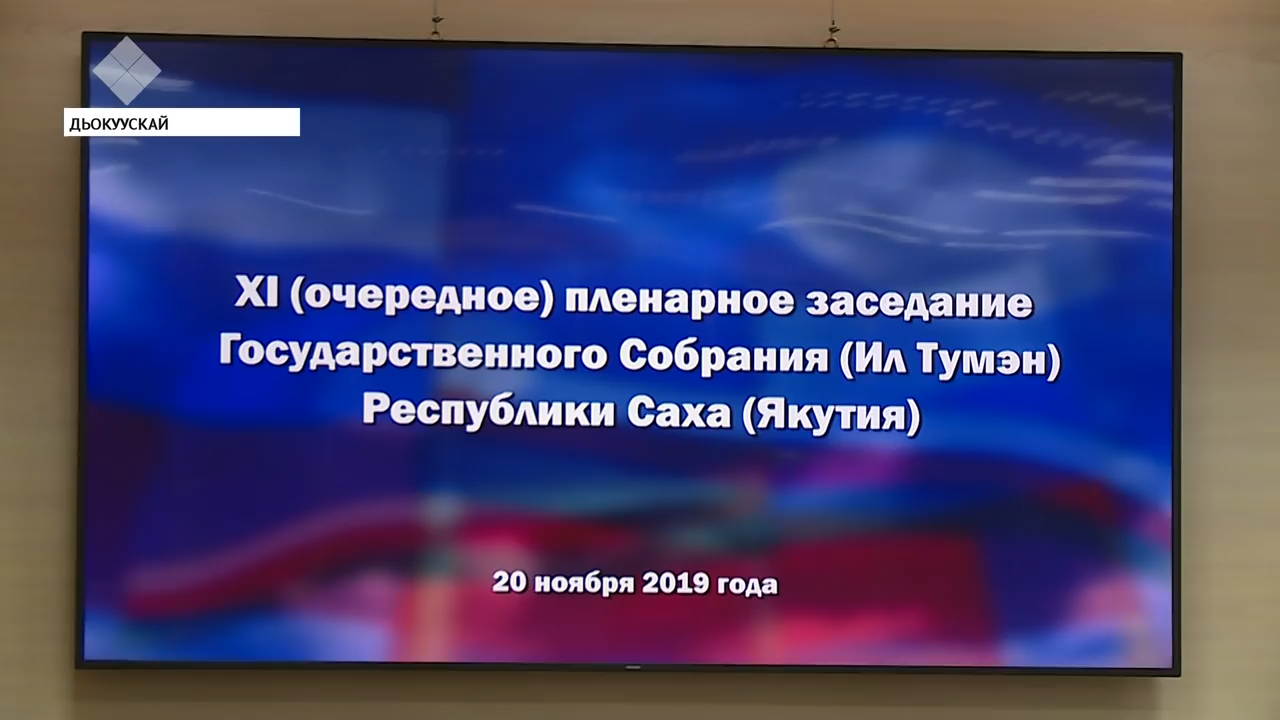 ДЬОКУУСКАЙ
XI (очередное) пленарное заседание
Государственного Собрания (Ил Тумэн)
Республики Саха (Якутия)
20 ноября 2019 года